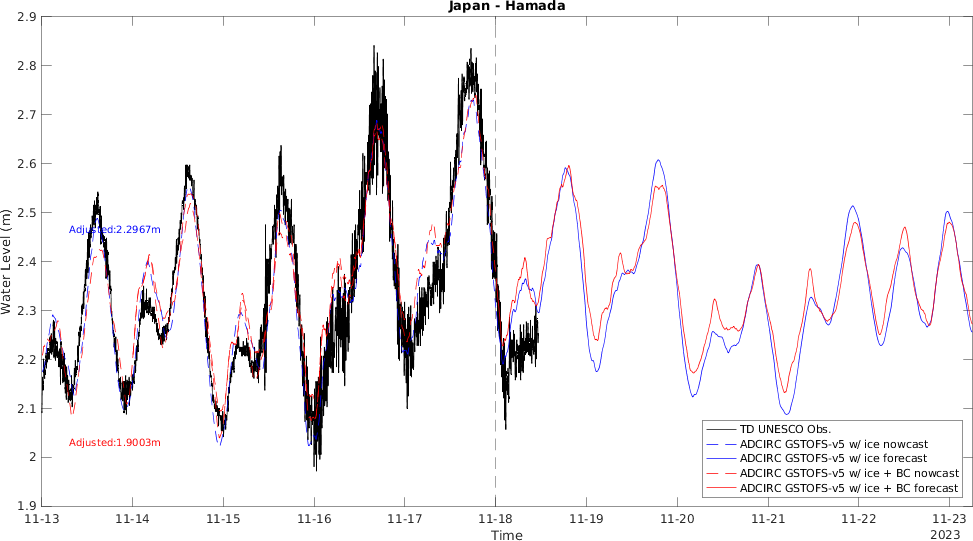 Japan - Hamada
2.9
2.8
2.7
2.6
2.5
2.4
2.3
2.2
2.1
2
1.9
Water Level (m)
Adjusted:2.2967m
Adjusted:1.9003m
TD UNESCO Obs.
ADCIRC GSTOFS-v5 w/ ice nowcast
ADCIRC GSTOFS-v5 w/ ice forecast
ADCIRC GSTOFS-v5 w/ ice + BC nowcast
ADCIRC GSTOFS-v5 w/ ice + BC forecast
11-13 11-14 11-15 11-16 11-17 11-18 11-19 11-20 11-21 11-22 11-23
Time 2023